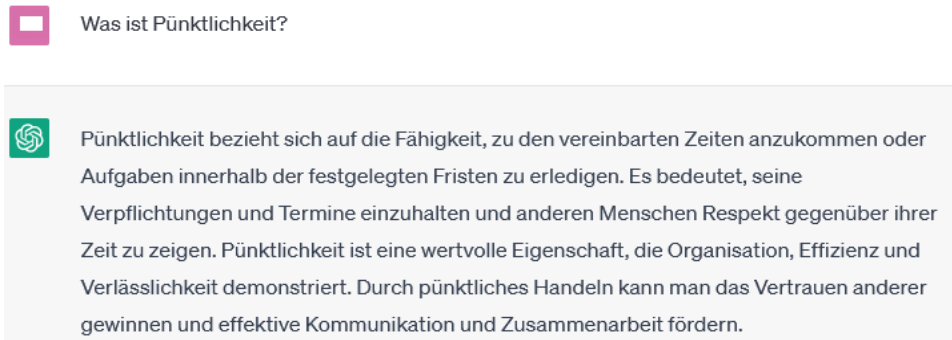 Was ist Pünktlichkeit?
Pünktlichkeit bezieht sich auf die Fähigkeit, zu den vereinbarten Zeiten anzukommen oder
Aufgaben innerhalb der festgelegten Fristen zu erledigen. Es bedeutet, seine
Verpflichtungen und Termine einzuhalten und anderen Menschen Respekt gegenüber ihrer
Zeit zu zeigen. Pünktlichkeit ist eine wertvolle Eigenschaft, die Organisation, Effizienz und
Verlässlichkeit demonstriert. Durch pünktliches Handeln kann man das Vertrauen anderer
gewinnen und effektive Kommunikation und Zusammenarbeit fördern.